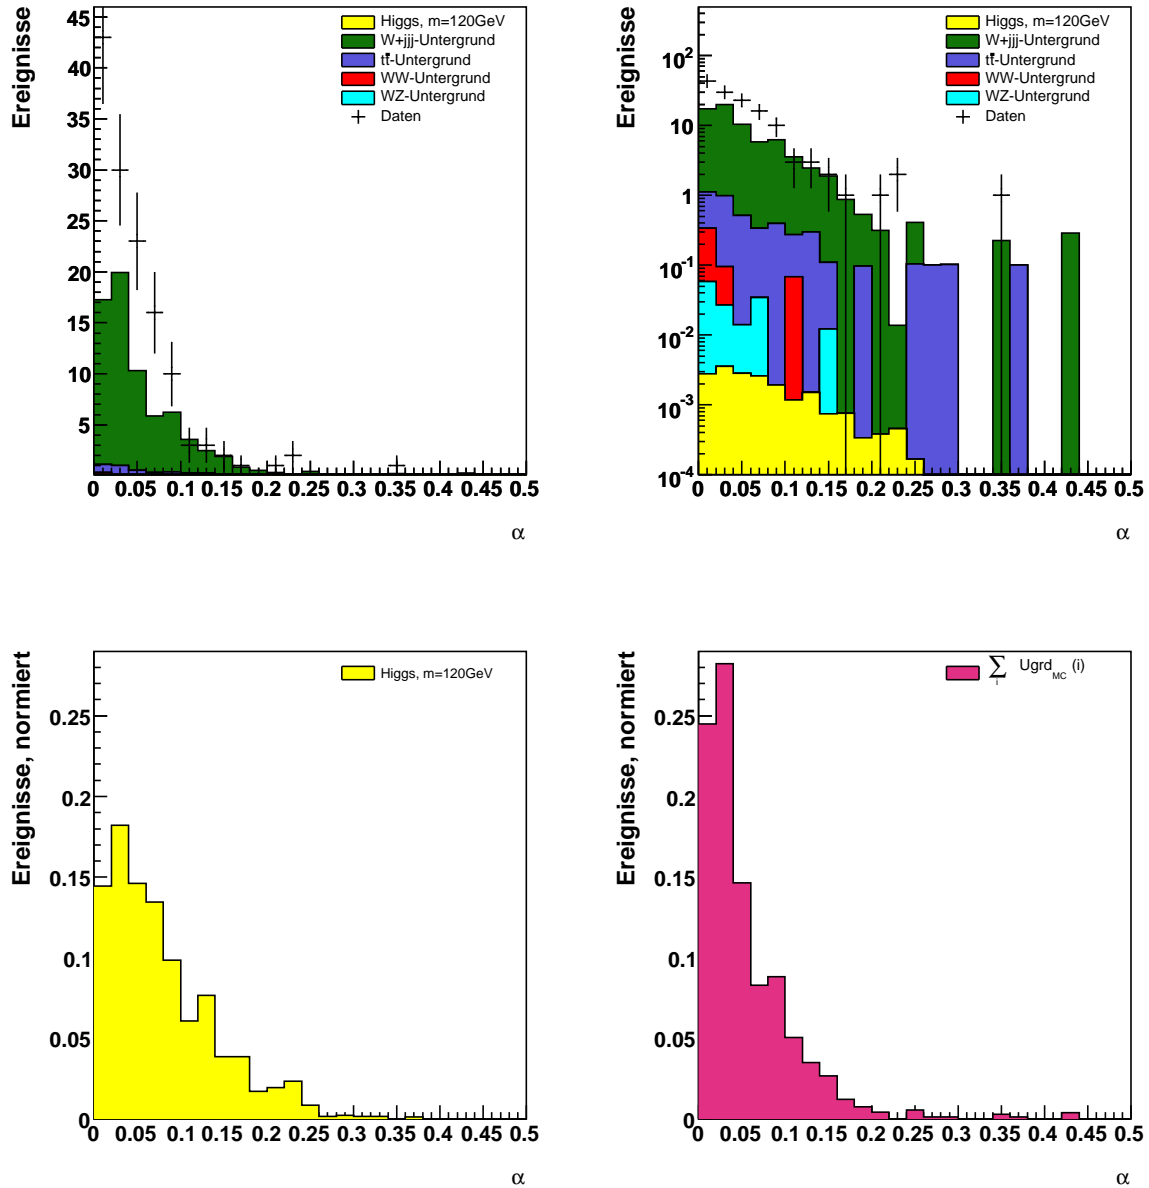 Ereignisse
45
40
35
30
25
20
15
10
5
0 0.05 0.1 0.15 0.2 0.25 0.3 0.35 0.4 0.45 0.5
α
Higgs, m=120GeV
W+jjj-Untergrund
tt̄-Untergrund
WW-Untergrund
WZ-Untergrund
Daten
Ereignisse
10²
10
1
10⁻¹
10⁻²
10⁻³
10⁻⁴
0 0.05 0.1 0.15 0.2 0.25 0.3 0.35 0.4 0.45 0.5
α
Higgs, m=120GeV
W+jjj-Untergrund
tt̄-Untergrund
WW-Untergrund
WZ-Untergrund
Daten
Ereignisse, normiert
0.25
0.2
0.15
0.1
0.05
0
0 0.05 0.1 0.15 0.2 0.25 0.3 0.35 0.4 0.45 0.5
α
Higgs, m=120GeV
Ereignisse, normiert
0.25
0.2
0.15
0.1
0.05
0
0 0.05 0.1 0.15 0.2 0.25 0.3 0.35 0.4 0.45 0.5
α
∑ᵢ Ugrd_MC (i)